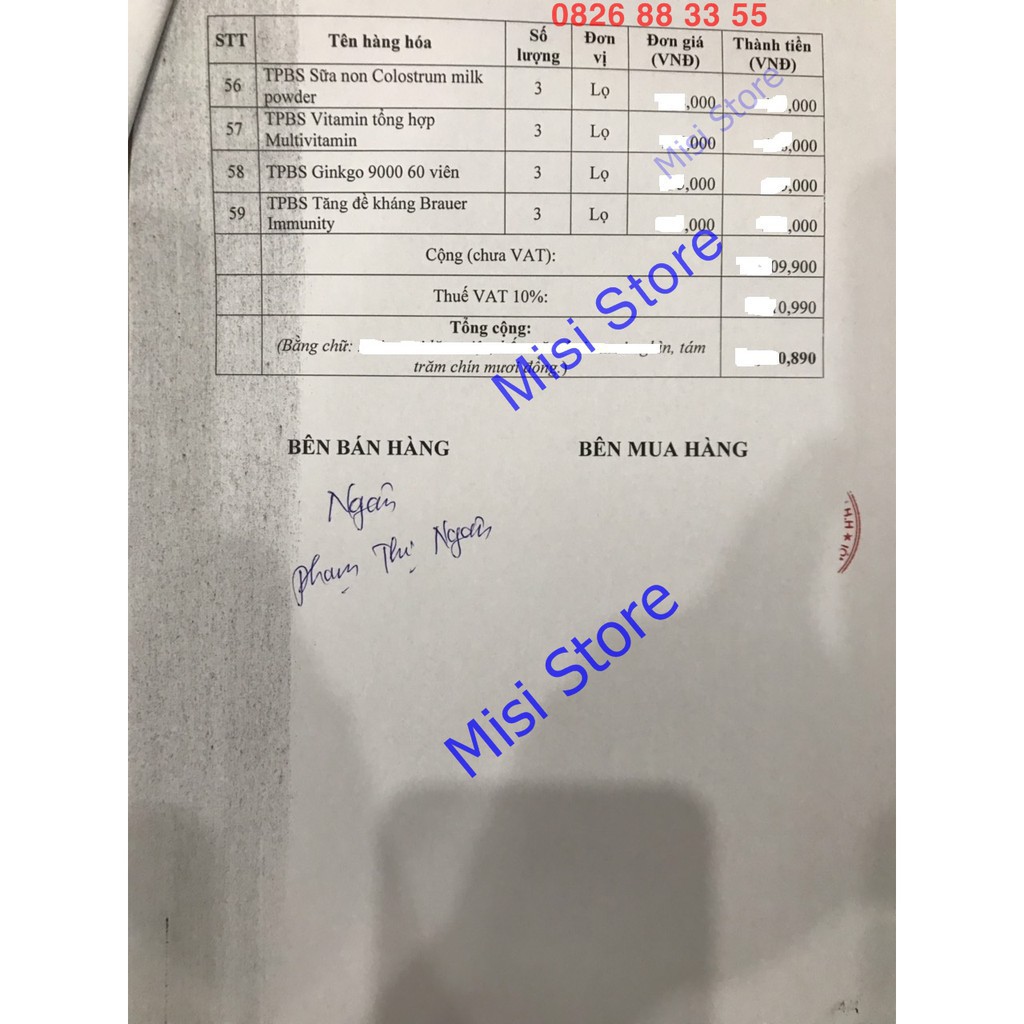 0826 88 33 55
STT Tên hàng hóa Số lượng Đơn vị Đơn giá (VNĐ) Thành tiền (VNĐ)
56 TPBS Sữa non Colostrum milk powder 3 Lọ ,000 ,000
57 TPBS Vitamin tổng hợp Multivitamin 3 Lọ ,000 ,000
58 TPBS Ginkgo 9000 60 viên 3 Lọ ,000 ,000
59 TPBS Tăng đề kháng Brauer Immunity 3 Lọ ,000 ,000
Cộng (chưa VAT): 09,900
Thuế VAT 10%: 0,990
Tổng cộng: 0,890
(Bằng chữ: tám
trăm chín mươi đồng.)
Misi Store
Misi Store
BÊN BÁN HÀNG BÊN MUA HÀNG
Ngân
Phạm Thị Ngân
Misi Store